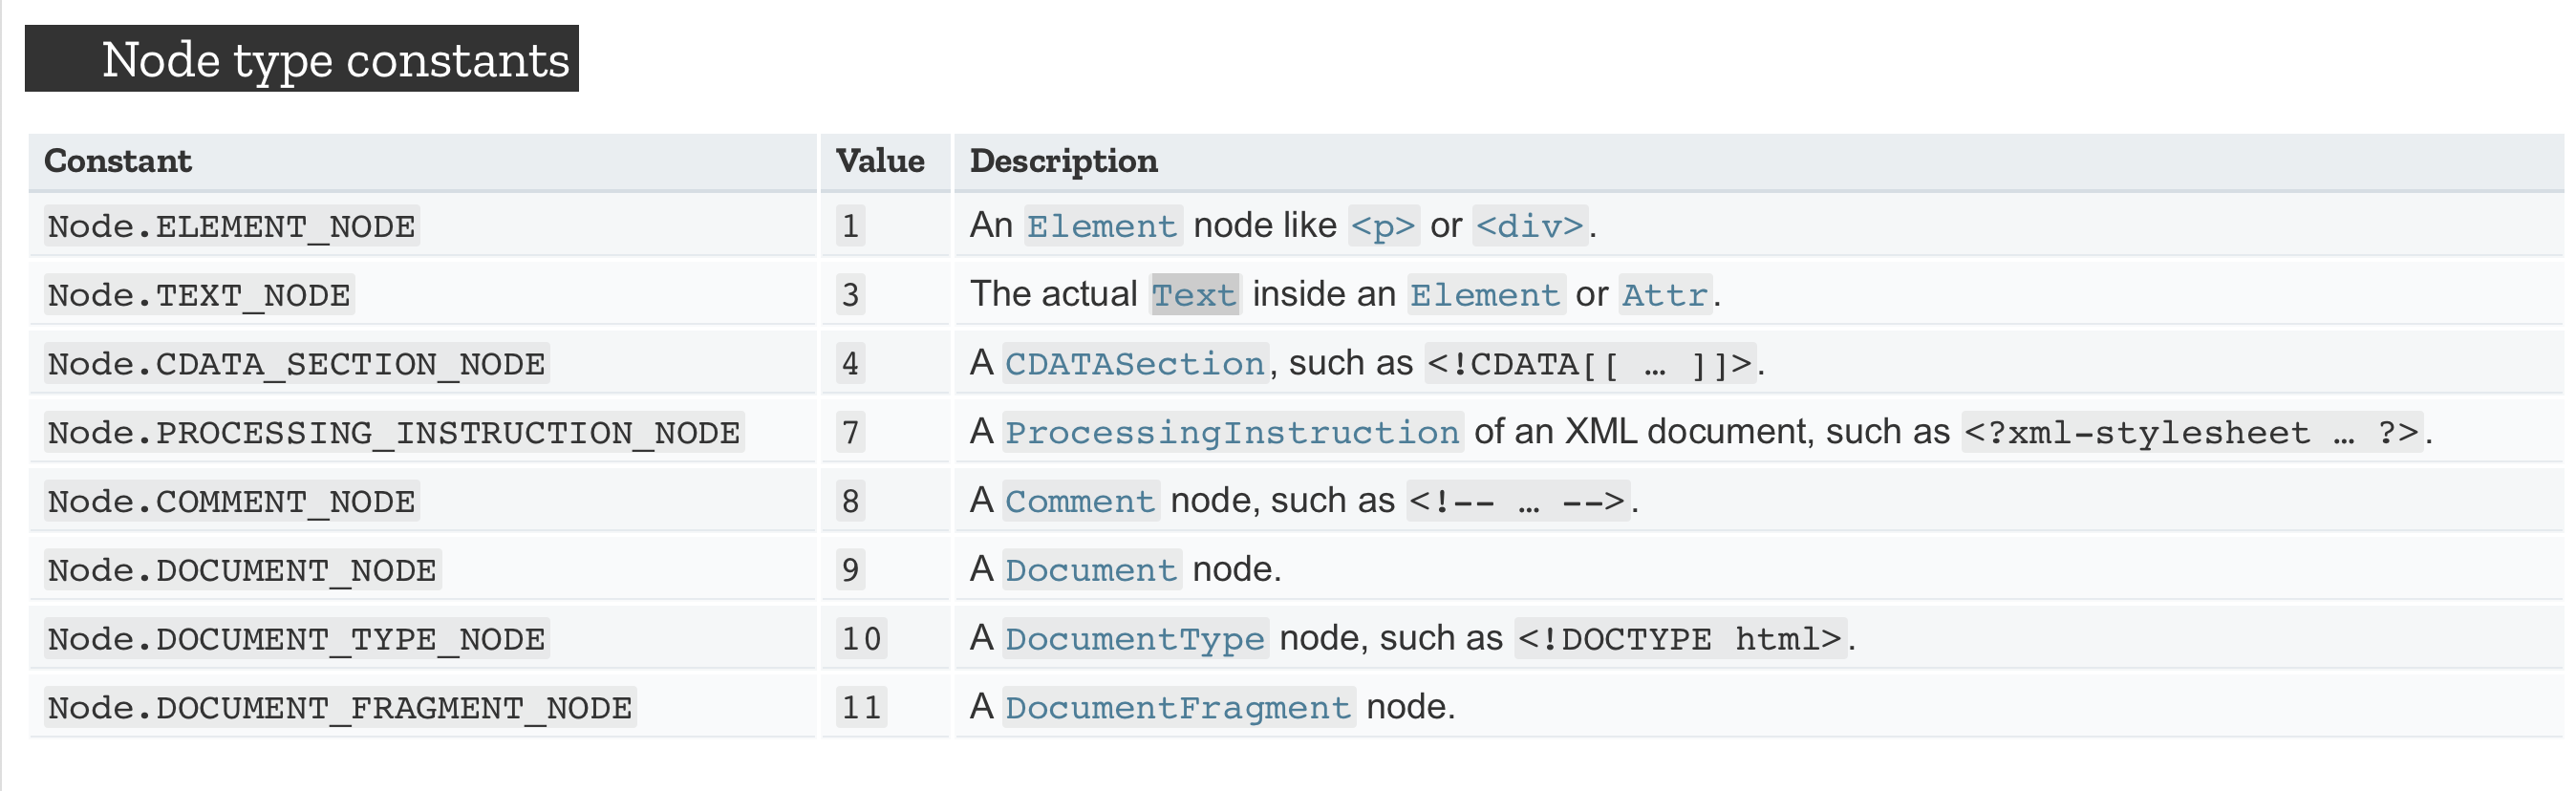 Node type constants
Constant Value Description
Node.ELEMENT_NODE 1 An Element node like <p> or <div>.
Node.TEXT_NODE 3 The actual Text inside an Element or Attr.
Node.CDATA_SECTION_NODE 4 A CDATASection, such as <!CDATA[[ … ]]>.
Node.PROCESSING_INSTRUCTION_NODE 7 A ProcessingInstruction of an XML document, such as <?xml-stylesheet … ?>.
Node.COMMENT_NODE 8 A Comment node, such as <!-- … -->.
Node.DOCUMENT_NODE 9 A Document node.
Node.DOCUMENT_TYPE_NODE 10 A DocumentType node, such as <!DOCTYPE html>.
Node.DOCUMENT_FRAGMENT_NODE 11 A DocumentFragment node.